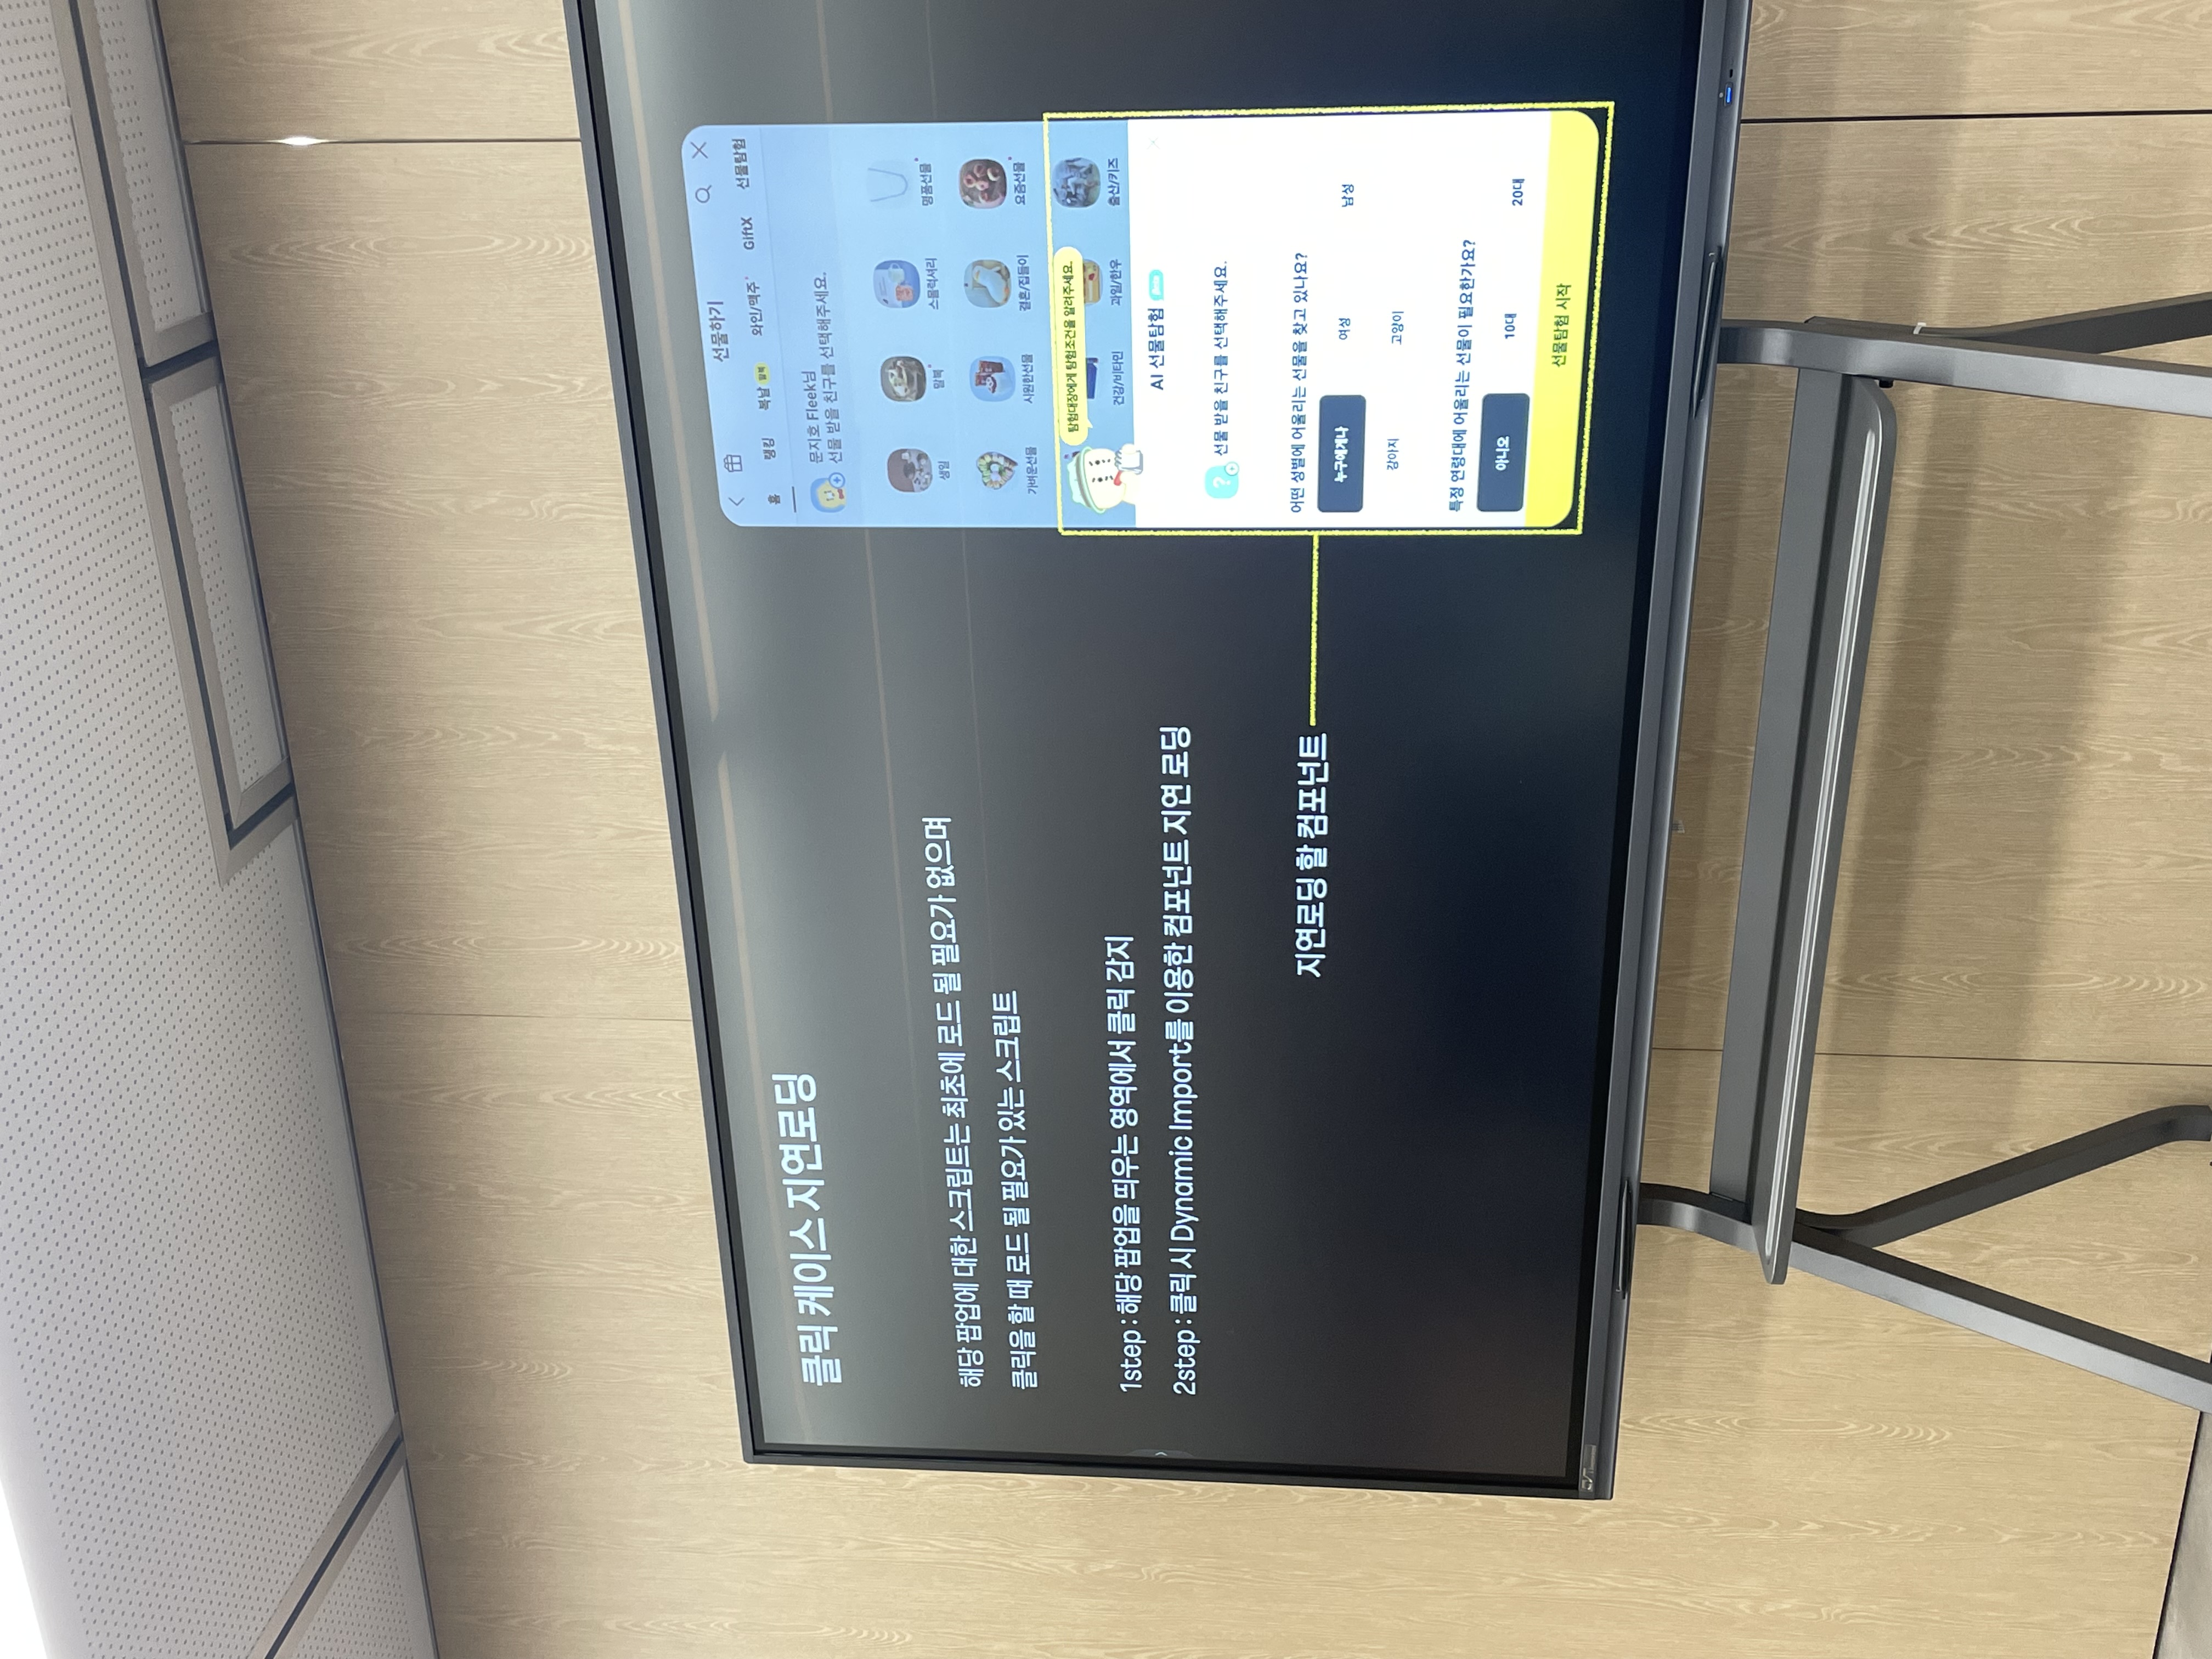 클릭 케이스 지연로딩
해당 팝업에 대한 스크립트는 최초에 로드 될 필요가 없으며
클릭을 할 때 로드 될 필요가 있는 스크립트
1step : 해당 팝업을 띄우는 영역에서 클릭 감지
2step : 클릭 시 Dynamic Import를 이용한 컴포넌트 지연 로딩
지연로딩 할 컴포넌트
선물하기
홈 랭킹 복날 말복 와인/맥주 GiftX 선물탐험
문지호 Fleek님
선물 받을 친구를 선택해주세요.
생일 말복 스몰럭셔리 명품선물
가벼운선물 시원한선물 결혼/집들이 요즘선물
탐험대장에게 탐험조건을 알려주세요.
건강/비타민 과일/한우 출산/키즈
AI 선물탐험 Beta
선물 받을 친구를 선택해주세요.
어떤 성별에 어울리는 선물을 찾고 있나요?
누구에게나 여성 남성
강아지 고양이
특정 연령대에 어울리는 선물이 필요한가요?
아니오 10대 20대
선물탐험 시작